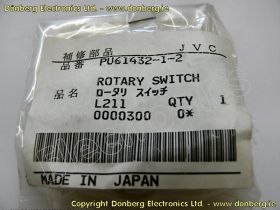 © Donberg Electronics Ltd. / www.donberg.ie
補修部品 JVC
品番 PU61432-1-2
ROTARY SWITCH
品名 ロータリ スイッチ
L211 QTY 1
0000300 0*
MADE IN JAPAN
© Donberg Electronics Ltd. / http://www.donberg.ie